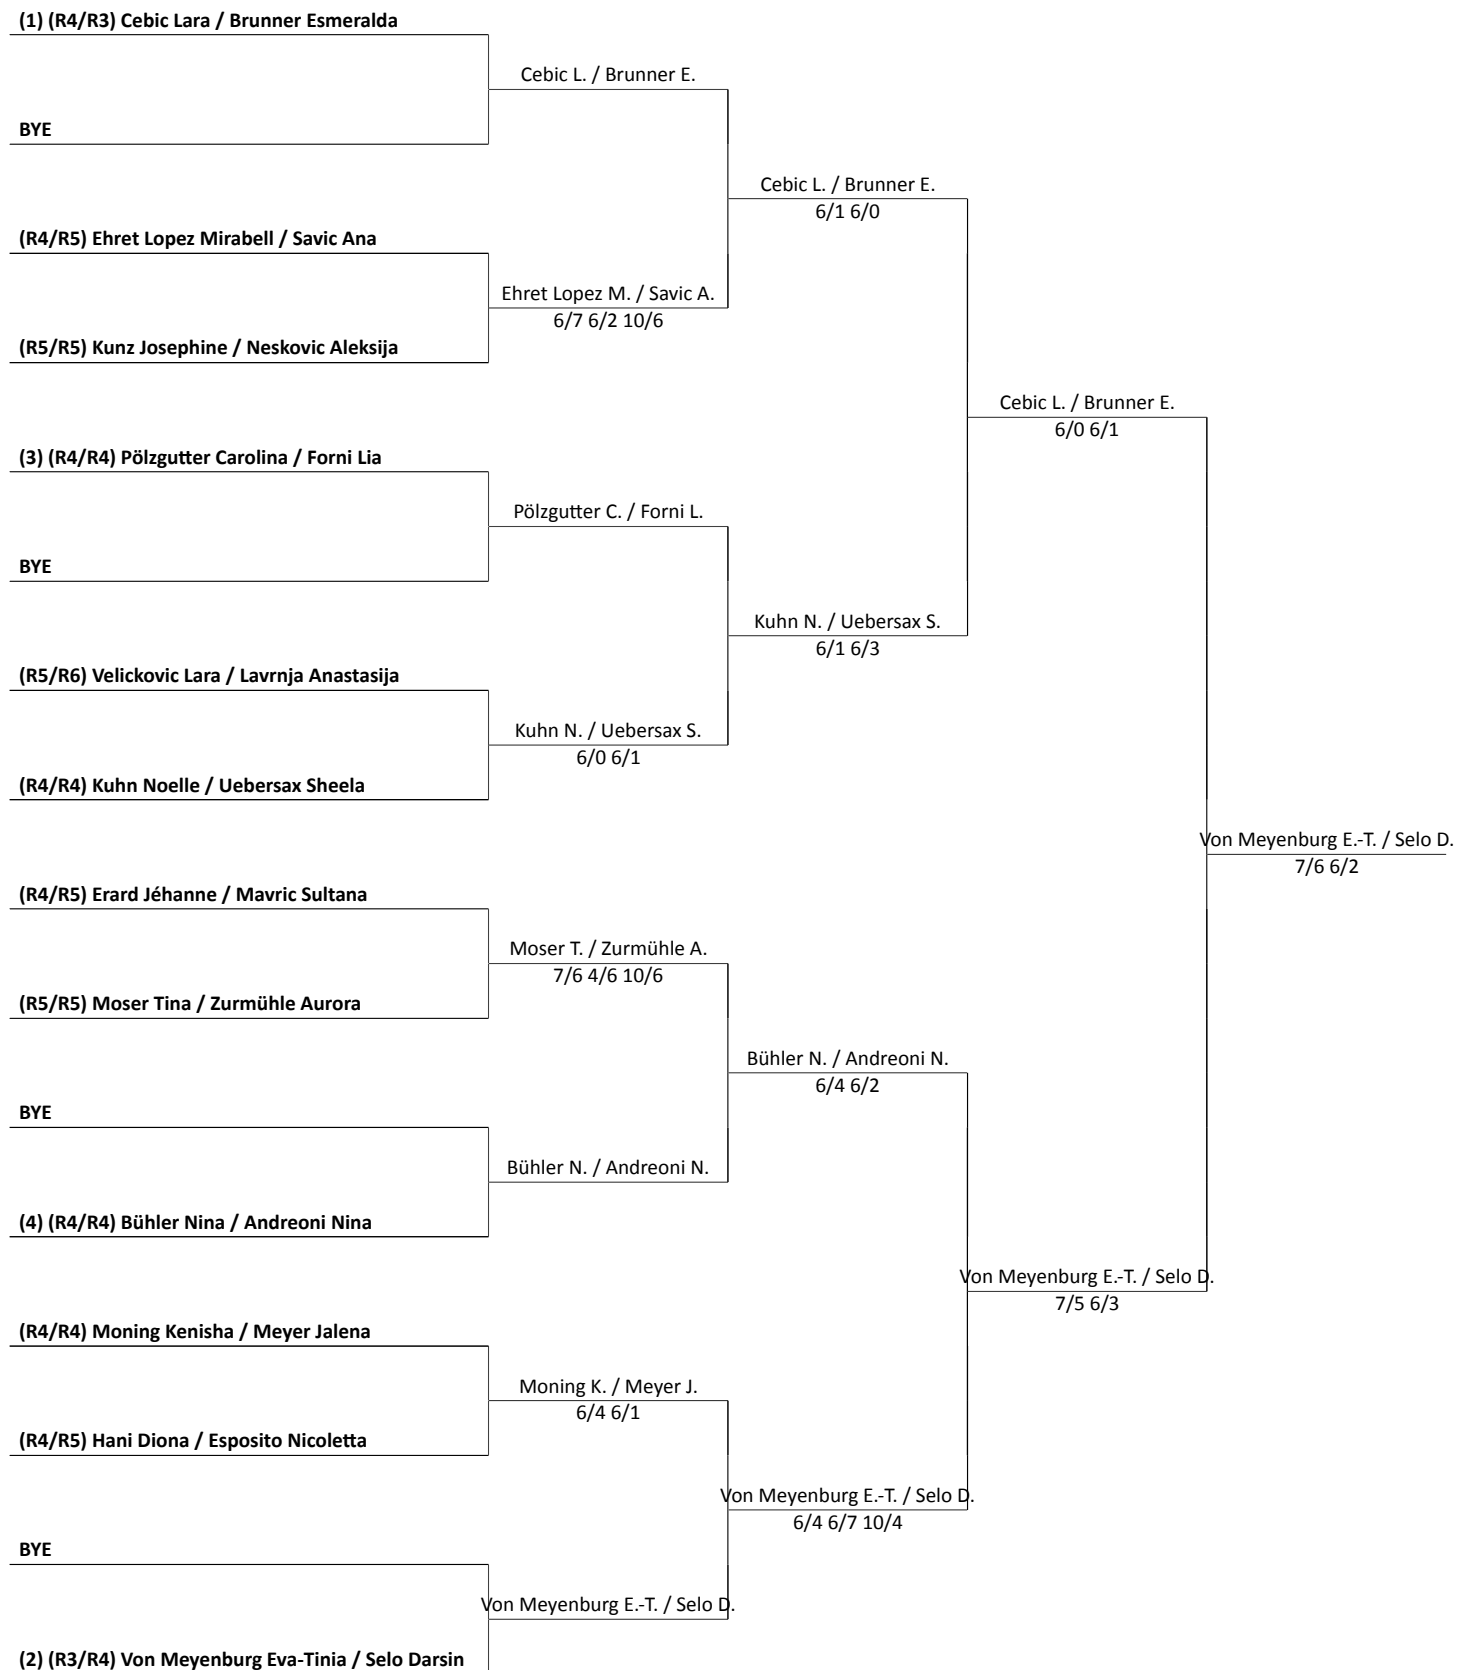 (1) (R4/R3) Cebic Lara / Brunner Esmeralda
Cebic L. / Brunner E.
BYE
Cebic L. / Brunner E.
6/1 6/0
(R4/R5) Ehret Lopez Mirabell / Savic Ana
Ehret Lopez M. / Savic A.
6/7 6/2 10/6
(R5/R5) Kunz Josephine / Neskovic Aleksija
Cebic L. / Brunner E.
6/0 6/1
(3) (R4/R4) Pölzgutter Carolina / Forni Lia
Pölzgutter C. / Forni L.
BYE
Kuhn N. / Uebersax S.
6/1 6/3
(R5/R6) Velickovic Lara / Lavrnja Anastasija
Kuhn N. / Uebersax S.
6/0 6/1
(R4/R4) Kuhn Noelle / Uebersax Sheela
Von Meyenburg E.-T. / Selo D.
7/6 6/2
(R4/R5) Erard Jéhanne / Mavric Sultana
Moser T. / Zurmühle A.
7/6 4/6 10/6
(R5/R5) Moser Tina / Zurmühle Aurora
Bühler N. / Andreoni N.
6/4 6/2
BYE
Bühler N. / Andreoni N.
(4) (R4/R4) Bühler Nina / Andreoni Nina
Von Meyenburg E.-T. / Selo D.
7/5 6/3
(R4/R4) Moning Kenisha / Meyer Jalena
Moning K. / Meyer J.
6/4 6/1
(R4/R5) Hani Diona / Esposito Nicoletta
Von Meyenburg E.-T. / Selo D.
6/4 6/7 10/4
BYE
Von Meyenburg E.-T. / Selo D.
(2) (R3/R4) Von Meyenburg Eva-Tinia / Selo Darsin